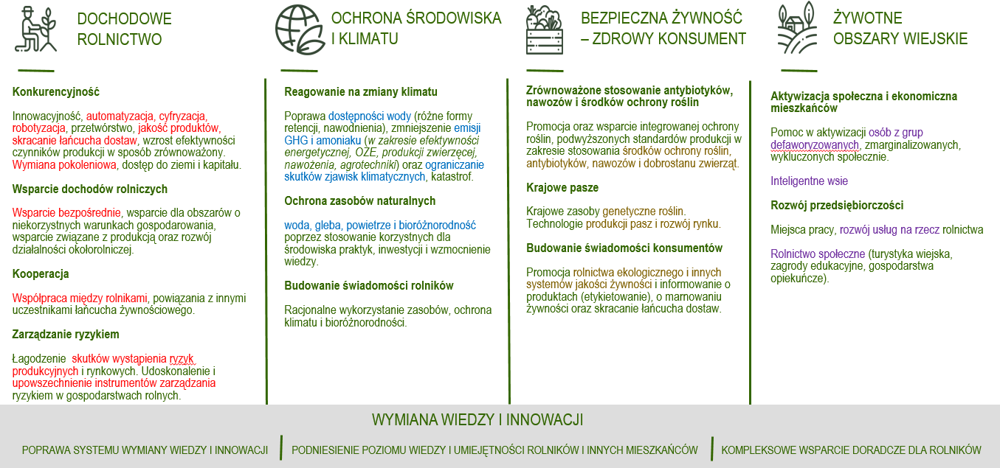 DOCHODOWE
ROLNICTWO
Konkurencyjność
Innowacyjność, automatyzacja, cyfryzacja,
robotyzacja, przetwórstwo, jakość produktów,
skracanie łańcucha dostaw, wzrost efektywności
czynników produkcji w sposób zrównoważony.
Wymiana pokoleniowa, dostęp do ziemi i kapitału.
Wsparcie dochodów rolniczych
Wsparcie bezpośrednie, wsparcie dla obszarów o
niekorzystnych warunkach gospodarowania,
wsparcie związane z produkcją oraz rozwój
działalności okołorolniczej.
Kooperacja
Współpraca między rolnikami, powiązania z innymi
uczestnikami łańcucha żywnościowego.
Zarządzanie ryzykiem
Łagodzenie  skutków wystąpienia ryzyk
produkcyjnych i rynkowych. Udoskonalenie i
upowszechnienie instrumentów zarządzania
ryzykiem w gospodarstwach rolnych.
OCHRONA ŚRODOWISKA
I KLIMATU
Reagowanie na zmiany klimatu
Poprawa dostępności wody (różne formy
retencji, nawodnienia), zmniejszenie emisji
GHG i amoniaku (w zakresie efektywności
energetycznej, OZE, produkcji zwierzęcej,
nawożenia, agrotechniki) oraz ograniczanie
skutków zjawisk klimatycznych, katastrof.
Ochrona zasobów naturalnych
woda, gleba, powietrze i bioróżnorodność
poprzez stosowanie korzystnych dla
środowiska praktyk, inwestycji i wzmocnienie
wiedzy.
Budowanie świadomości rolników
Racjonalne wykorzystanie zasobów, ochrona
klimatu i bioróżnorodności.
BEZPIECZNA ŻYWNOŚĆ
– ZDROWY KONSUMENT
Zrównoważone stosowanie antybiotyków,
nawozów i środków ochrony roślin
Promocja oraz wsparcie integrowanej ochrony
roślin, podwyższonych standardów produkcji w
zakresie stosowania środków ochrony roślin,
antybiotyków, nawozów i dobrostanu zwierząt.
Krajowe pasze
Krajowe zasoby genetyczne roślin.
Technologie produkcji pasz i rozwój rynku.
Budowanie świadomości konsumentów
Promocja rolnictwa ekologicznego i innych
systemów jakości żywności i informowanie o
produktach (etykietowanie), o marnowaniu
żywności oraz skracanie łańcucha dostaw.
ŻYWOTNE
OBSZARY WIEJSKIE
Aktywizacja społeczna i ekonomiczna
mieszkańców
Pomoc w aktywizacji osób z grup
defaworyzowanych, zmarginalizowanych,
wykluczonych społecznie.
Inteligentne wsie
Rozwój przedsiębiorczości
Miejsca pracy, rozwój usług na rzecz rolnictwa
Rolnictwo społeczne (turystyka wiejska,
zagrody edukacyjne, gospodarstwa
opiekuńcze).
WYMIANA WIEDZY I INNOWACJI
POPRAWA SYSTEMU WYMIANY WIEDZY I INNOWACJI
PODNIESIENIE POZIOMU WIEDZY I UMIEJĘTNOŚCI ROLNIKÓW I INNYCH MIESZKAŃCÓW
KOMPLEKSOWE WSPARCIE DORADCZE DLA ROLNIKÓW